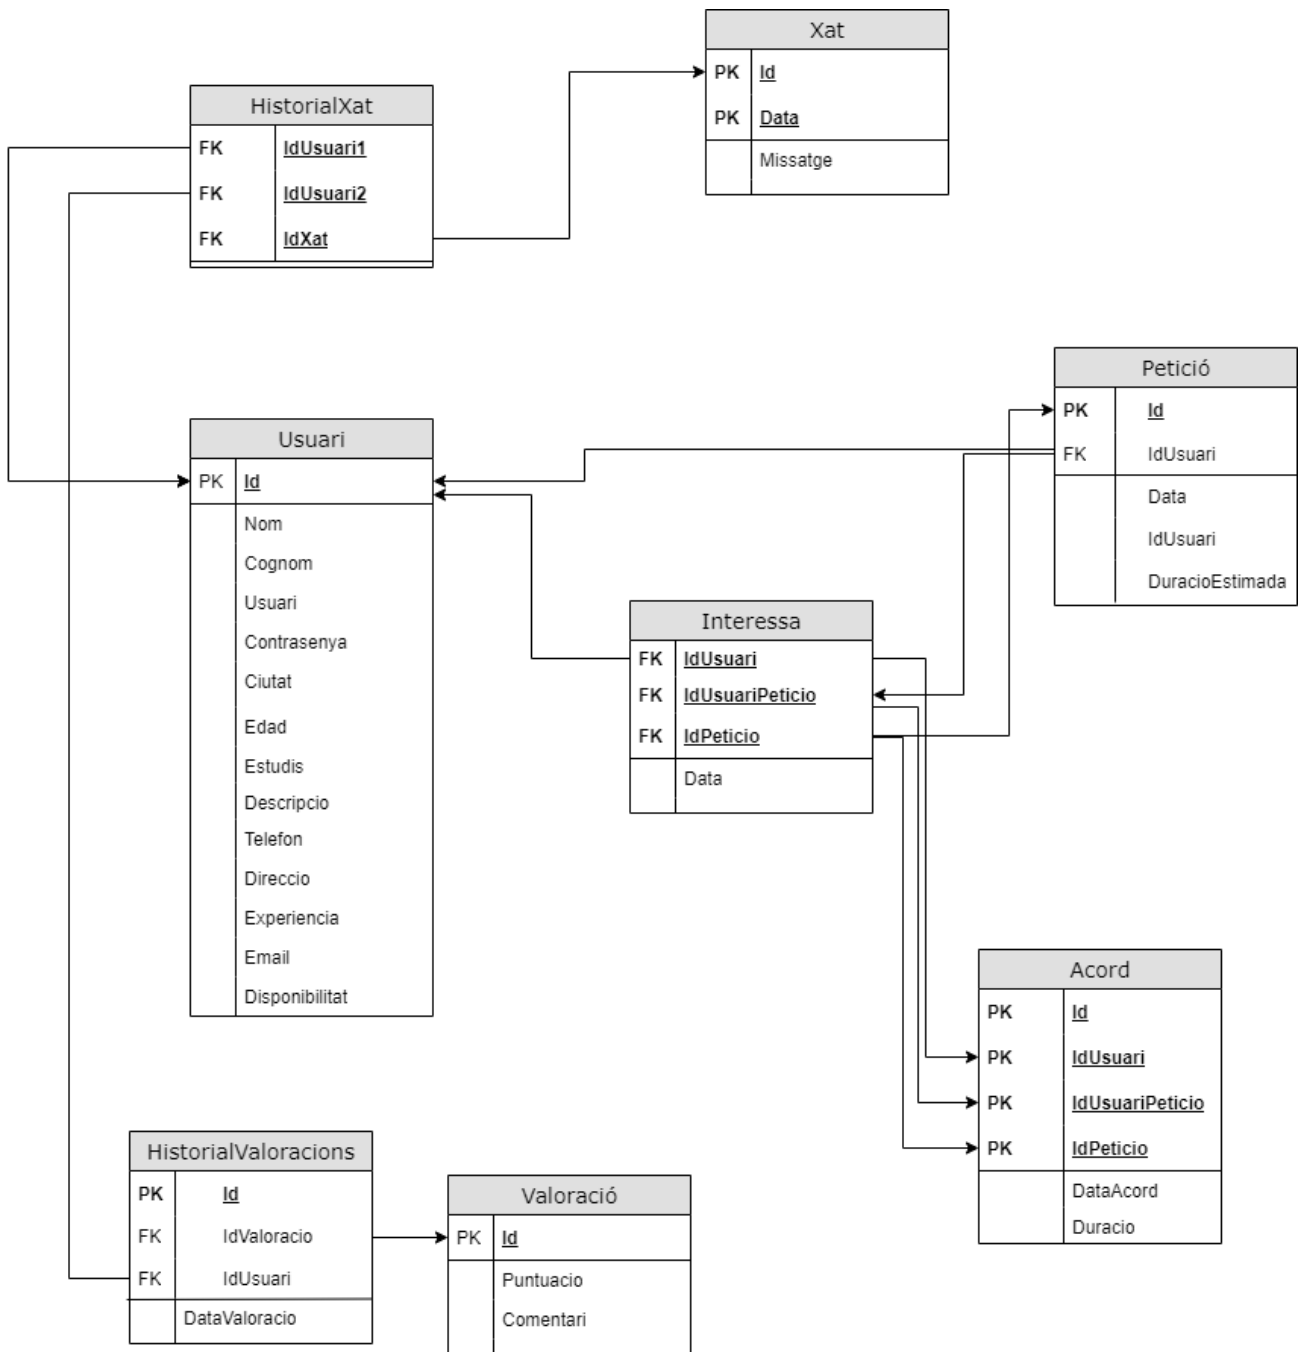 Xat
PK Id
PK Data
Missatge
HistorialXat
FK IdUsuari1
FK IdUsuari2
FK IdXat
Petició
PK Id
FK IdUsuari
Data
IdUsuari
DuracioEstimada
Usuari
PK Id
Nom
Cognom
Usuari
Contrasenya
Ciutat
Edad
Estudis
Descripcio
Telefon
Direccio
Experiencia
Email
Disponibilitat
Interessa
FK IdUsuari
FK IdUsuariPeticio
FK IdPeticio
Data
Acord
PK Id
PK IdUsuari
PK IdUsuariPeticio
PK IdPeticio
DataAcord
Duracio
HistorialValoracions
PK Id
FK IdValoracio
FK IdUsuari
DataValoracio
Valoració
PK Id
Puntuacio
Comentari